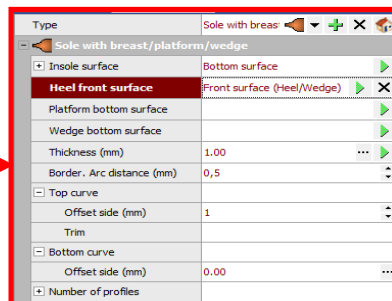 Type Sole with breas
Sole with breast/platform/wedge
Insole surface Bottom surface
Heel front surface Front surface (Heel/Wedge)
Platform bottom surface
Wedge bottom surface
Thickness (mm) 1.00 ...
Border. Arc distance (mm) 0,5
Top curve
Offset side (mm) 1
Trim
Bottom curve
Offset side (mm) 0.00 ...
Number of profiles